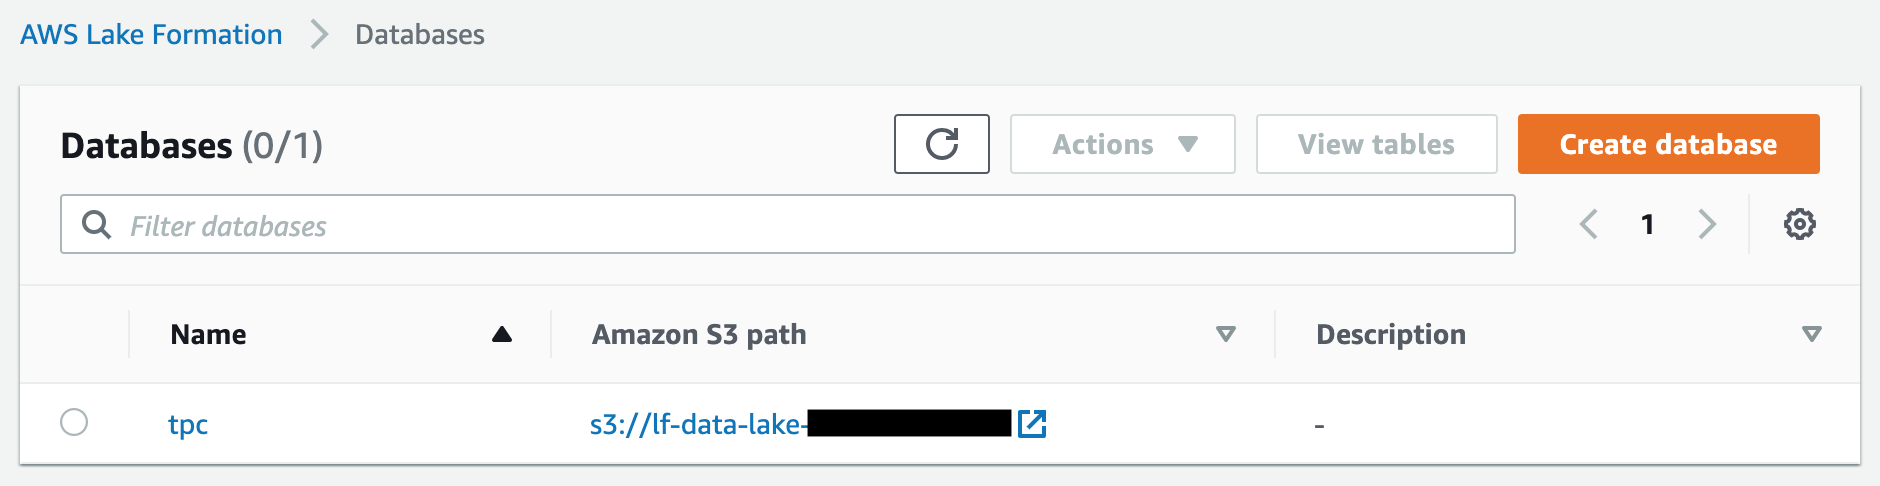 AWS Lake Formation > Databases
Databases (0/1)
Actions
View tables
Create database
Filter databases
1
Name
Amazon S3 path
Description
tpc
s3://lf-data-lake-
-